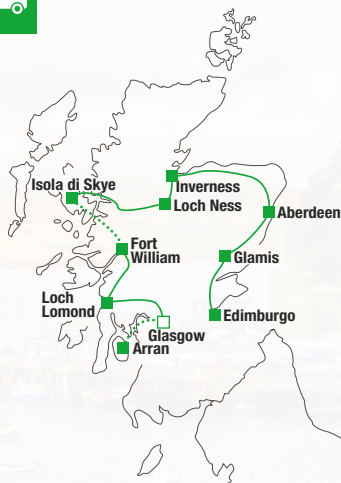 Isola di Skye
Inverness
Loch Ness
Aberdeen
Fort
William
Glamis
Loch
Lomond
Edimburgo
Glasgow
Arran